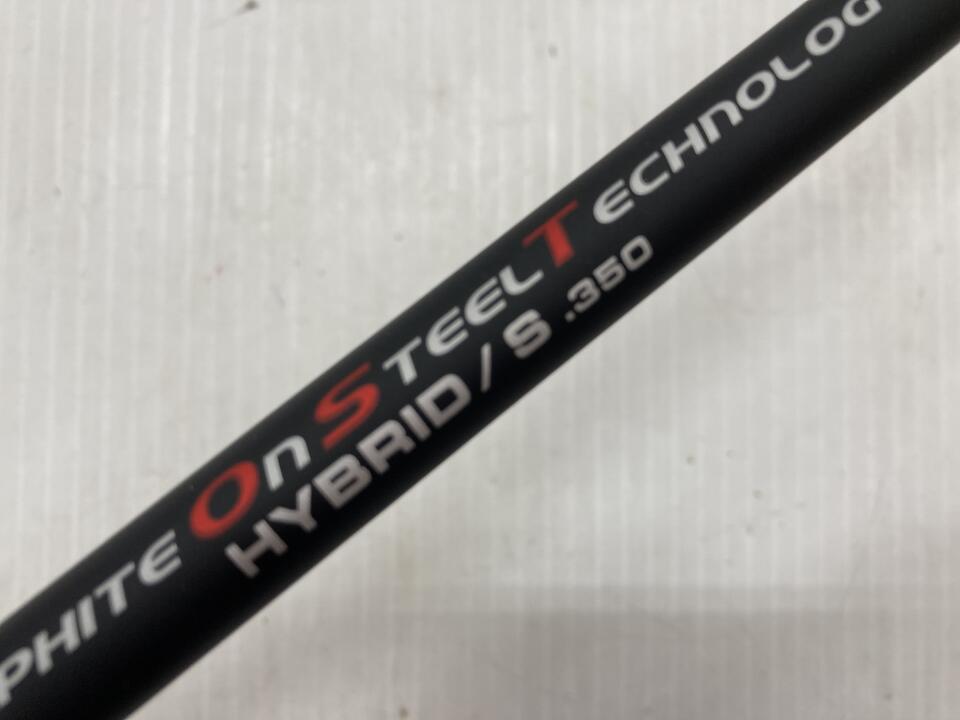 PHITE On STEEL TECHNOLOG
HYBRID / S .350